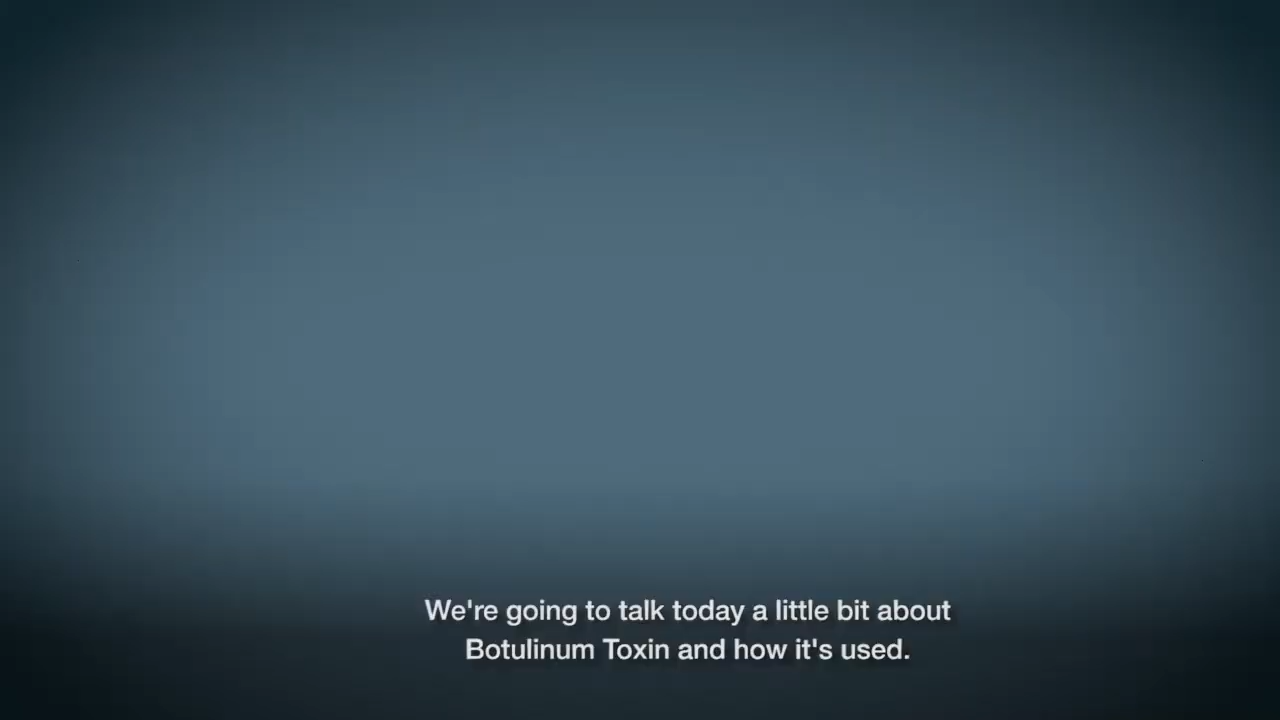 We're going to talk today a little bit about
Botulinum Toxin and how it's used.